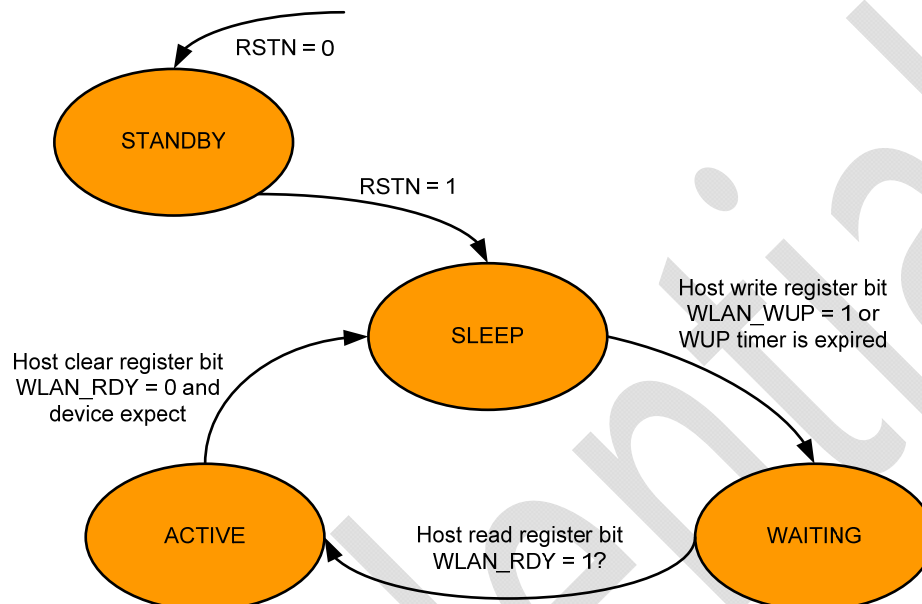 RSTN = 0
STANDBY
RSTN = 1
SLEEP
Host write register bit
WLAN_WUP = 1 or
WUP timer is expired
Host clear register bit
WLAN_RDY = 0 and
device expect
ACTIVE
Host read register bit
WLAN_RDY = 1?
WAITING